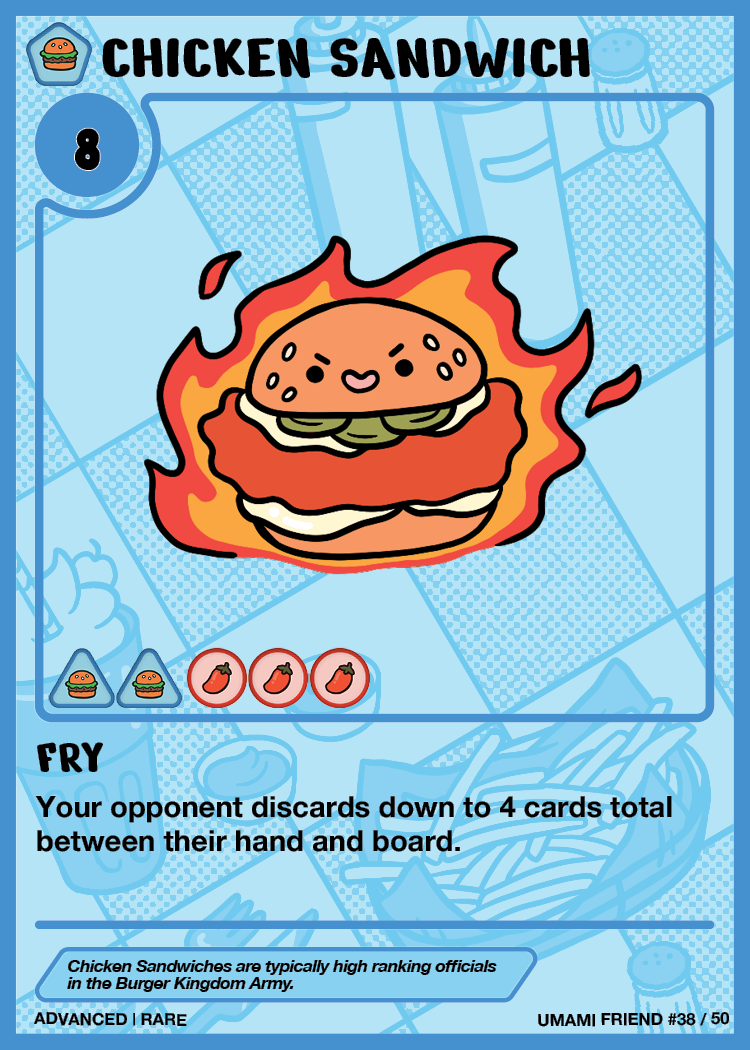 CHICKEN SANDWICH
8
FRY
Your opponent discards down to 4 cards total
between their hand and board.
Chicken Sandwiches are typically high ranking officials
in the Burger Kingdom Army.
ADVANCED | RARE
UMAMI FRIEND #38 / 50